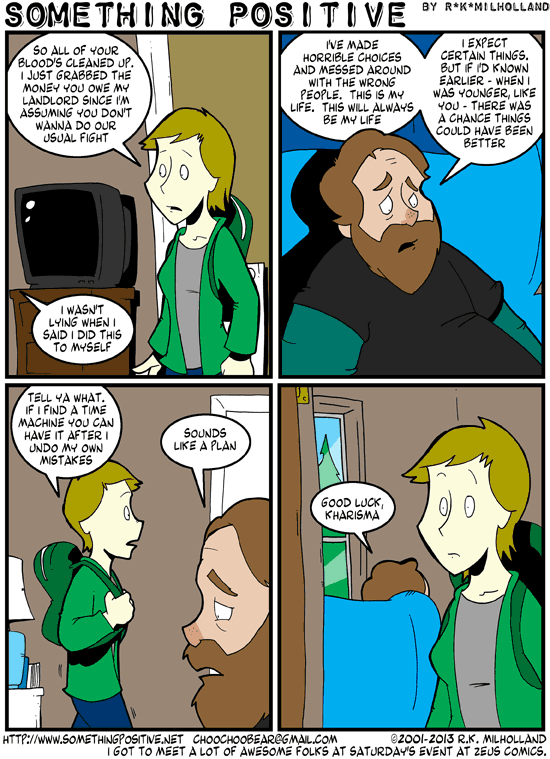 SOMETHING POSITIVE BY R*K*MILHOLLAND
SO ALL OF YOUR
BLOOD'S CLEANED UP.
I JUST GRABBED THE
MONEY YOU OWE MY
LANDLORD SINCE I'M
ASSUMING YOU DON'T
WANNA DO OUR
USUAL FIGHT
I WASN'T
LYING WHEN I
SAID I DID THIS
TO MYSELF
I'VE MADE
HORRIBLE CHOICES
AND MESSED AROUND
WITH THE WRONG
PEOPLE. THIS IS MY
LIFE. THIS WILL ALWAYS
BE MY LIFE
I EXPECT
CERTAIN THINGS.
BUT IF I'D KNOWN
EARLIER - WHEN I
WAS YOUNGER, LIKE
YOU - THERE WAS
A CHANCE THINGS
COULD HAVE BEEN
BETTER
TELL YA WHAT.
IF I FIND A TIME
MACHINE YOU CAN
HAVE IT AFTER I
UNDO MY OWN
MISTAKES
SOUNDS
LIKE A PLAN
GOOD LUCK,
KHARISMA
HTTP://WWW.SOMETHINGPOSITIVE.NET CHOOCHOOBEAR@GMAIL.COM ©2001-2013 R.K. MILHOLLAND
I GOT TO MEET A LOT OF AWESOME FOLKS AT SATURDAY'S EVENT AT ZEUS COMICS.